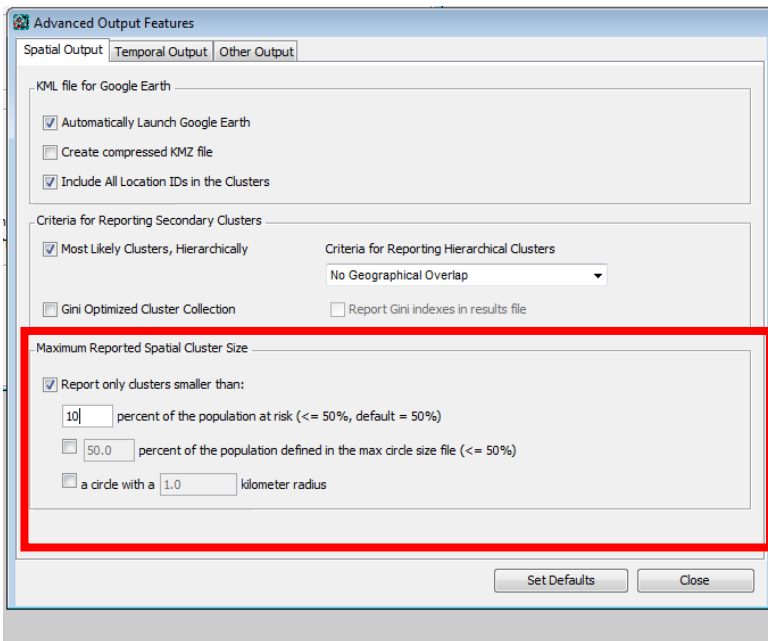 Advanced Output Features
Spatial Output Temporal Output Other Output
KML file for Google Earth
Automatically Launch Google Earth
Create compressed KMZ file
Include All Location IDs in the Clusters
Criteria for Reporting Secondary Clusters
Most Likely Clusters, Hierarchically Criteria for Reporting Hierarchical Clusters
No Geographical Overlap
Gini Optimized Cluster Collection Report Gini indexes in results file
Maximum Reported Spatial Cluster Size
Report only clusters smaller than:
10 percent of the population at risk (<= 50%, default = 50%)
50.0 percent of the population defined in the max circle size file (<= 50%)
a circle with a 1.0 kilometer radius
Set Defaults Close